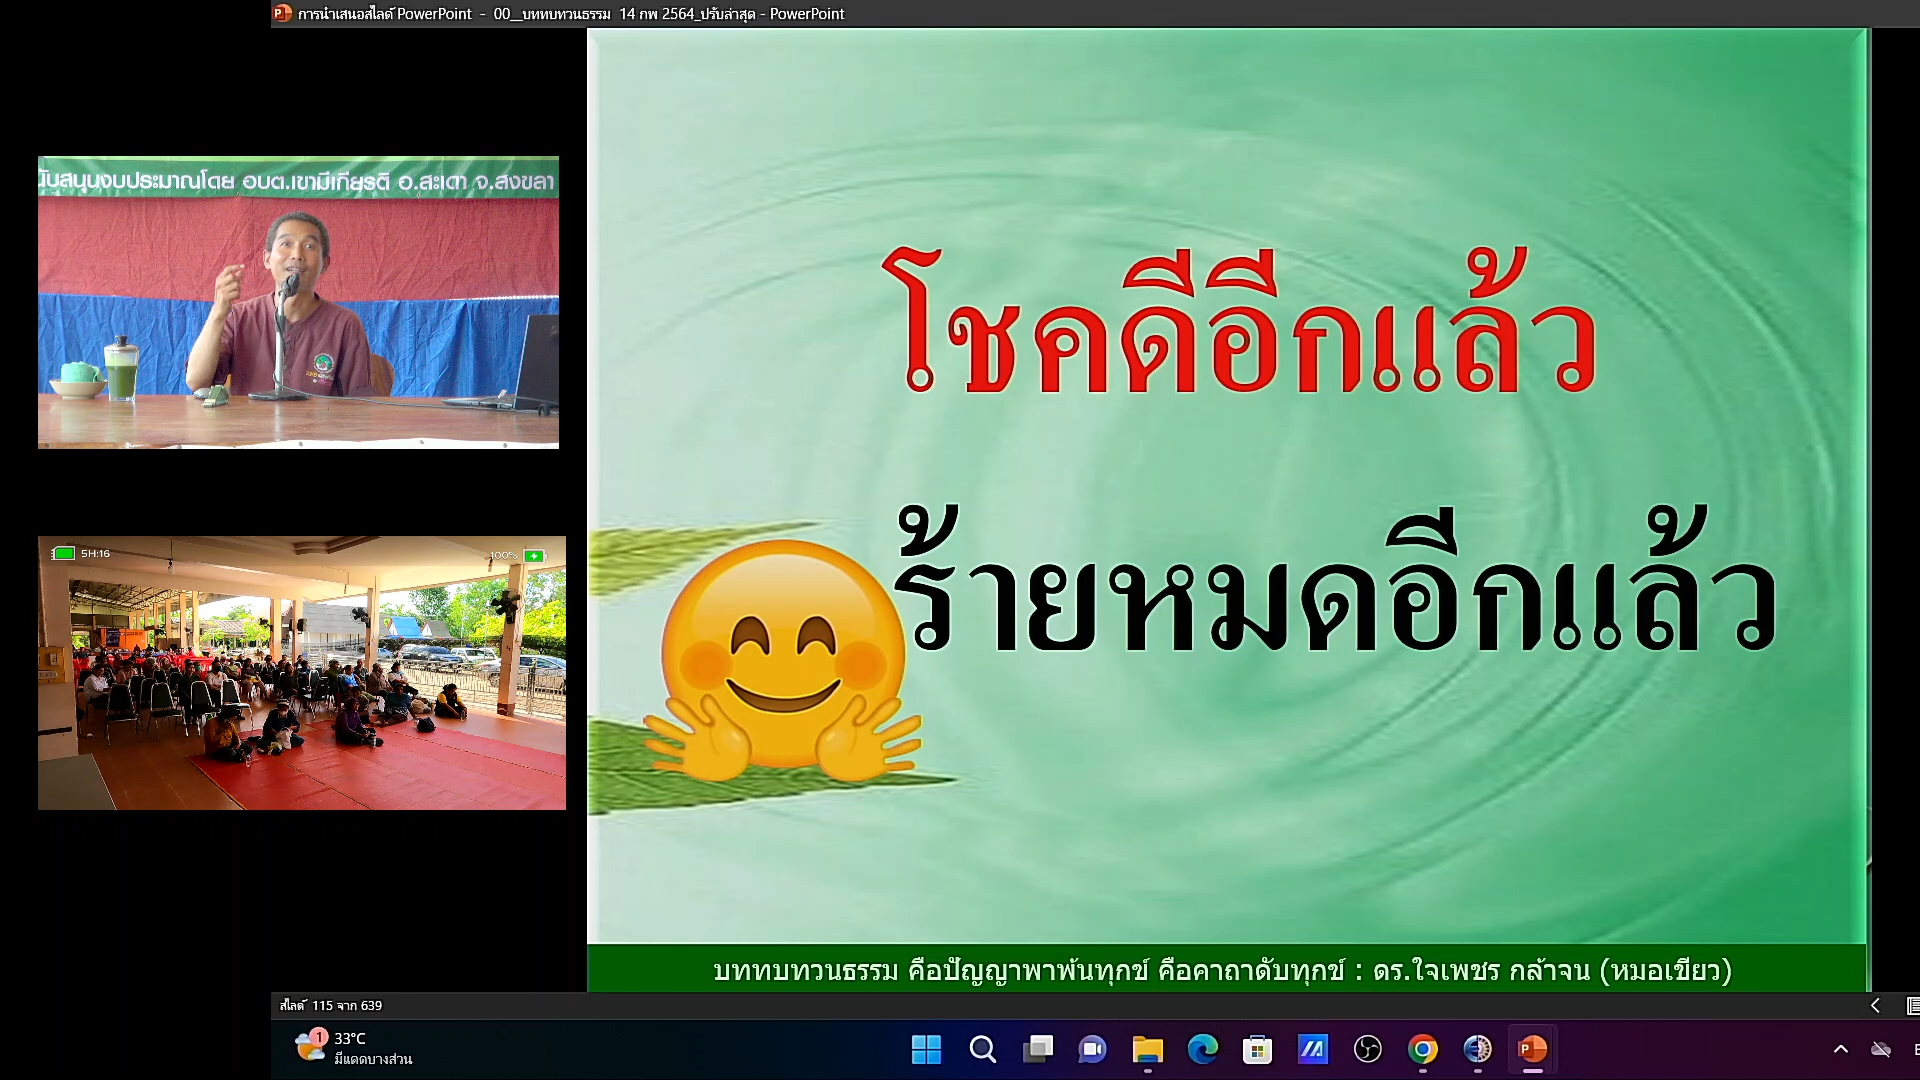 การนำเสนอสไลด์ PowerPoint - 00__บททบทวนธรรม 14 กพ 2564_ปรับล่าสุด - PowerPoint
นับสนุนงบประมาณโดย อบต.เขามีเกียรติ อ.สะเดา จ.สงขลา
5H:16
100%
โชคดีอีกแล้ว
ร้ายหมดอีกแล้ว
บททบทวนธรรม คือปัญญาพาพ้นทุกข์ คือคาถาดับทุกข์ : ดร.ใจเพชร กล้าจน (หมอเขียว)
สไลด์ 115 จาก 639
1
33°C
มีแดดบางส่วน